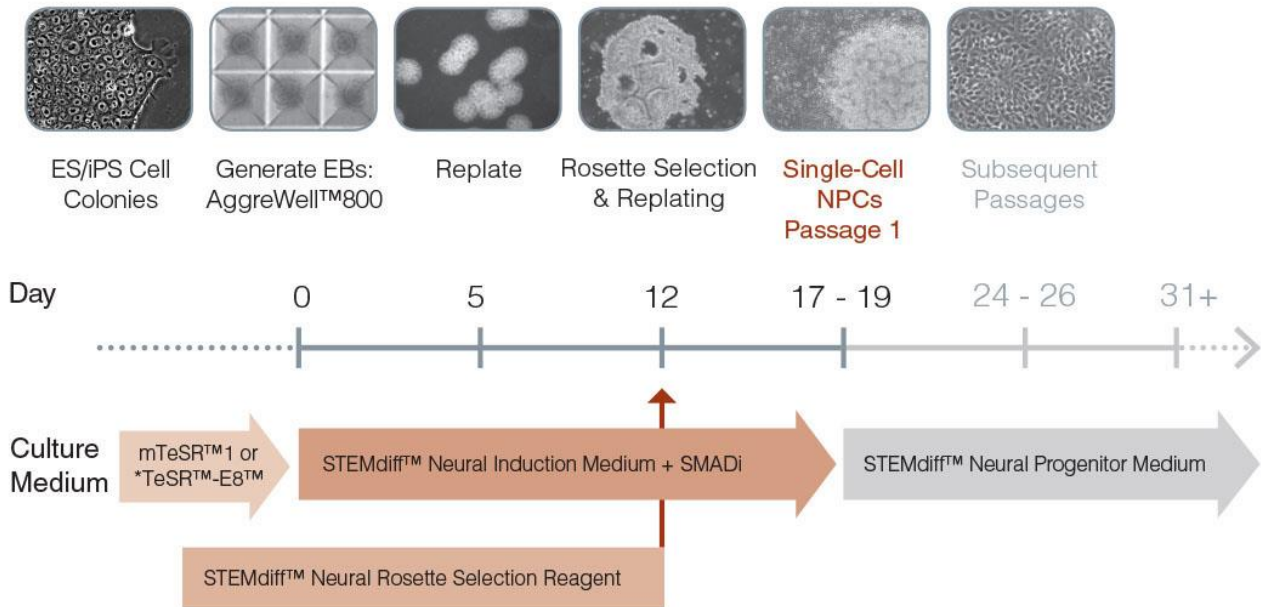 ES/iPS Cell
Colonies
Generate EBs:
AggreWell™800
Replate
Rosette Selection
& Replating
Single-Cell
NPCs
Passage 1
Subsequent
Passages
Day
0
5
12
17 - 19
24 - 26
31+
Culture
Medium
mTeSR™1 or
*TeSR™-E8™
STEMdiff™ Neural Induction Medium + SMADi
STEMdiff™ Neural Progenitor Medium
STEMdiff™ Neural Rosette Selection Reagent